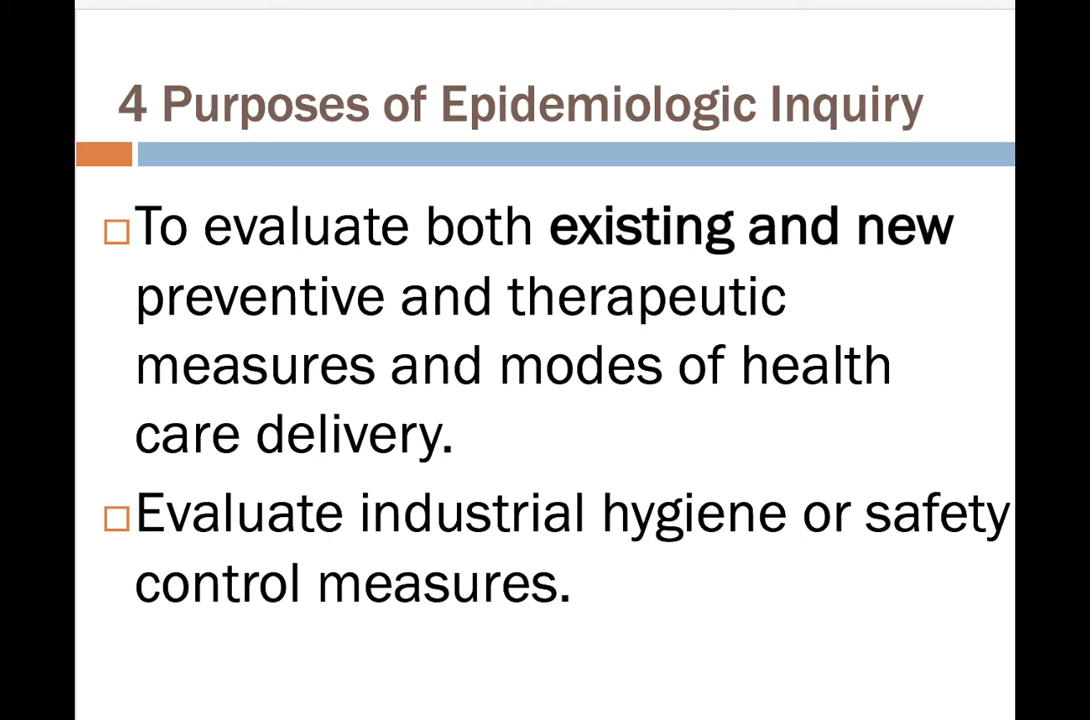 4 Purposes of Epidemiologic Inquiry
To evaluate both existing and new
preventive and therapeutic
measures and modes of health
care delivery.
Evaluate industrial hygiene or safety
control measures.